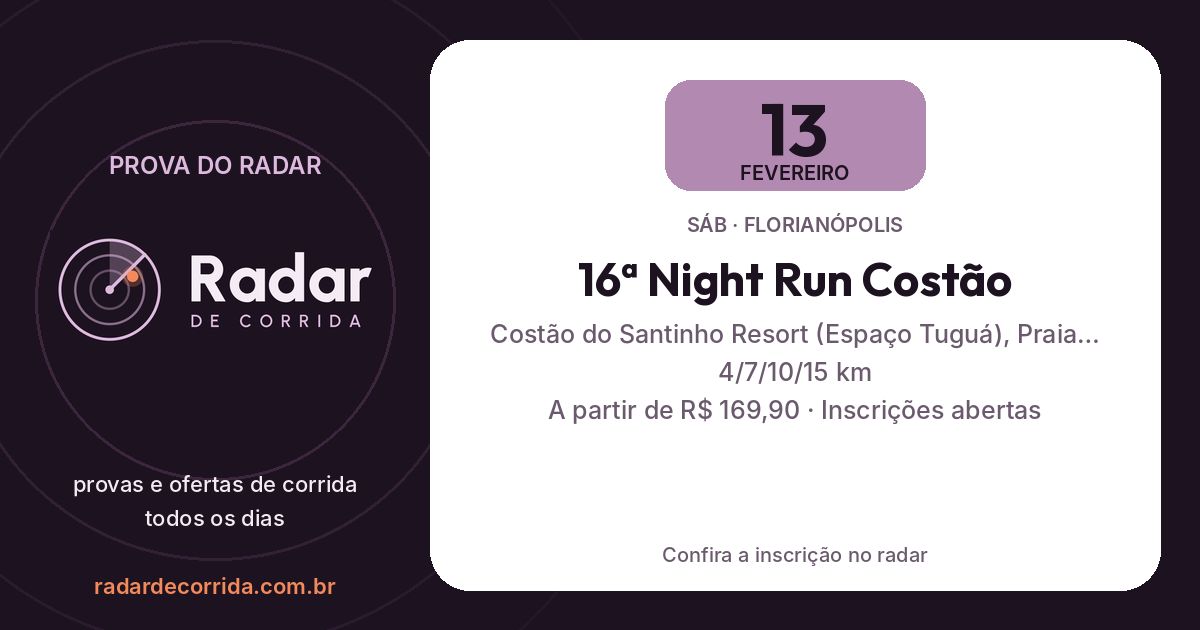 PROVA DO RADAR
Radar
DE CORRIDA
provas e ofertas de corrida
todos os dias
radardecorrida.com.br
13
FEVEREIRO
SÁB · FLORIANÓPOLIS
16ª Night Run Costão
Costão do Santinho Resort (Espaço Tuguá), Praia...
4/7/10/15 km
A partir de R$ 169,90 · Inscrições abertas
Confira a inscrição no radar